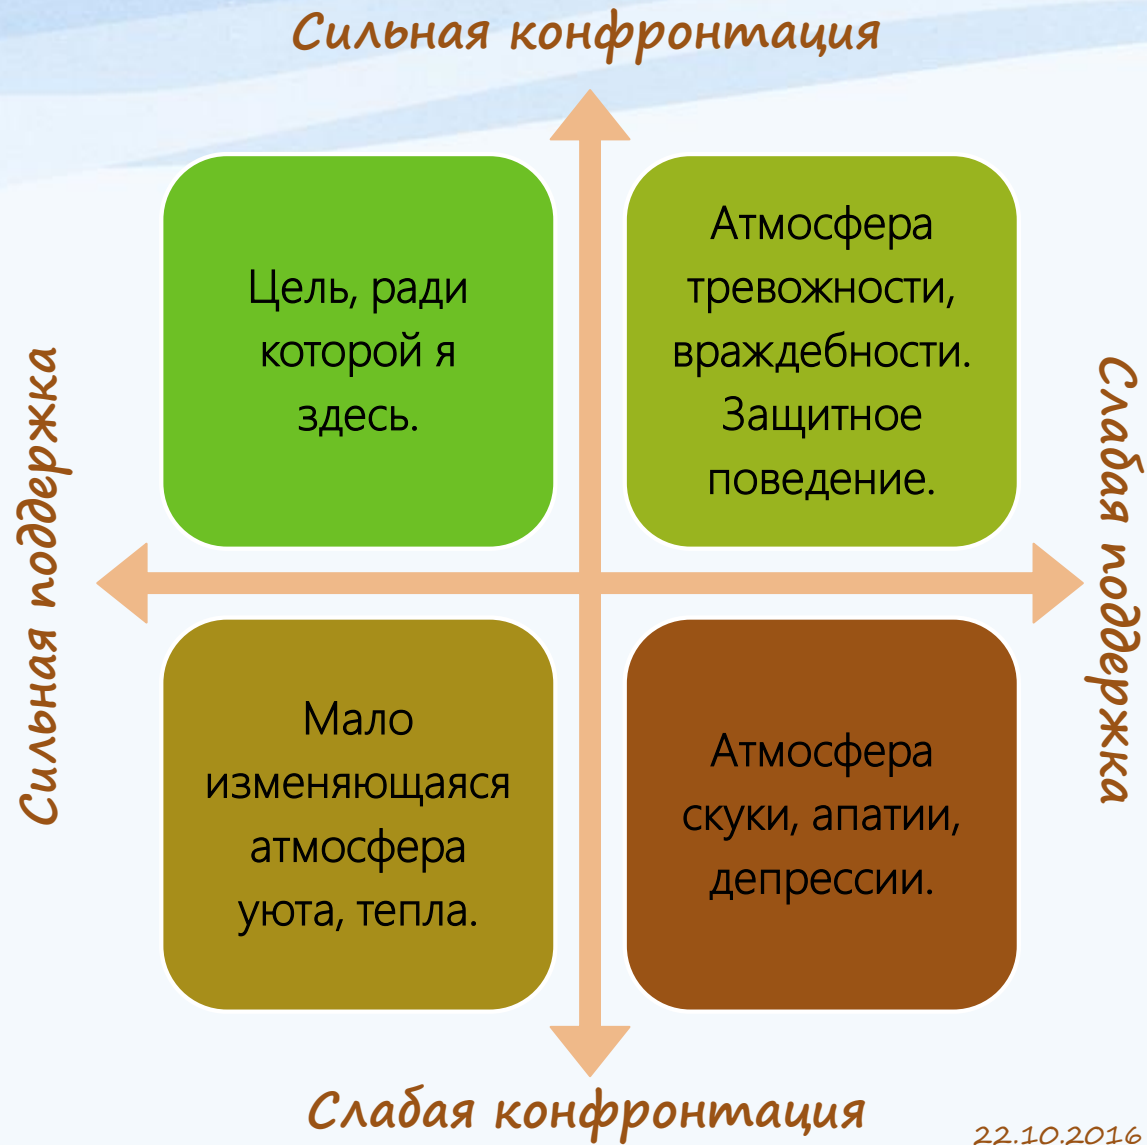 Сильная конфронтация
Цель, ради
которой я
здесь.
Атмосфера
тревожности,
враждебности.
Защитное
поведение.
Сильная поддержка
Слабая поддержка
Мало
изменяющаяся
атмосфера
уюта, тепла.
Атмосфера
скуки, апатии,
депрессии.
Слабая конфронтация
22.10.2016